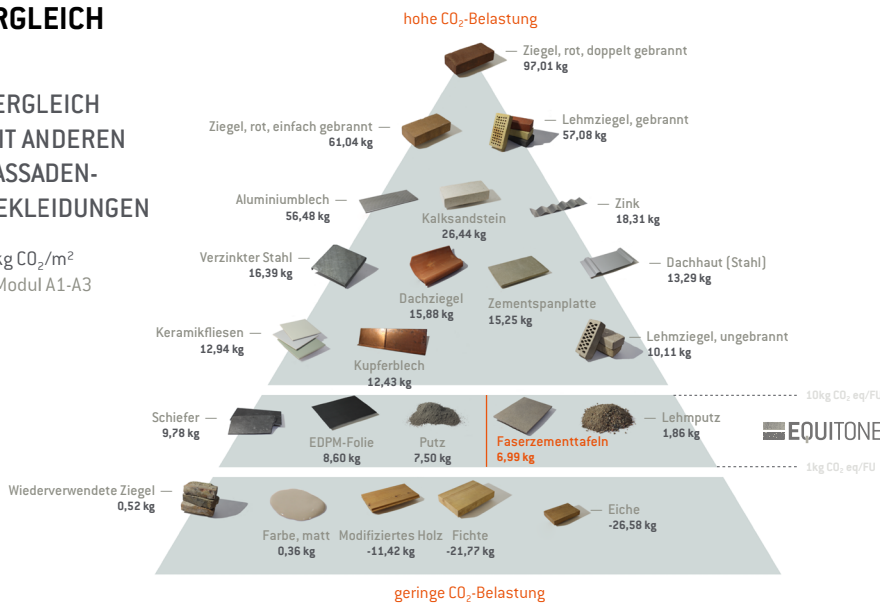 RGLEICH
ERGLEICH
IT ANDEREN
ASSADEN-
EKLEIDUNGEN
kg CO₂/m²
Modul A1-A3
hohe CO₂-Belastung
Ziegel, rot, doppelt gebrannt
97,01 kg
Ziegel, rot, einfach gebrannt
61,04 kg
Lehmziegel, gebrannt
57,08 kg
Aluminiumblech
56,48 kg
Kalksandstein
26,44 kg
Zink
18,31 kg
Verzinkter Stahl
16,39 kg
Dachziegel
15,88 kg
Zementspanplatte
15,25 kg
Dachhaut (Stahl)
13,29 kg
Keramikfliesen
12,94 kg
Kupferblech
12,43 kg
Lehmziegel, ungebrannt
10,11 kg
10kg CO₂ eq/FU
Schiefer
9,78 kg
EDPM-Folie
8,60 kg
Putz
7,50 kg
Faserzementtafeln
6,99 kg
Lehmputz
1,86 kg
EQUITONE
1kg CO₂ eq/FU
Wiederverwendete Ziegel
0,52 kg
Farbe, matt
0,36 kg
Modifiziertes Holz
-11,42 kg
Fichte
-21,77 kg
Eiche
-26,58 kg
geringe CO₂-Belastung